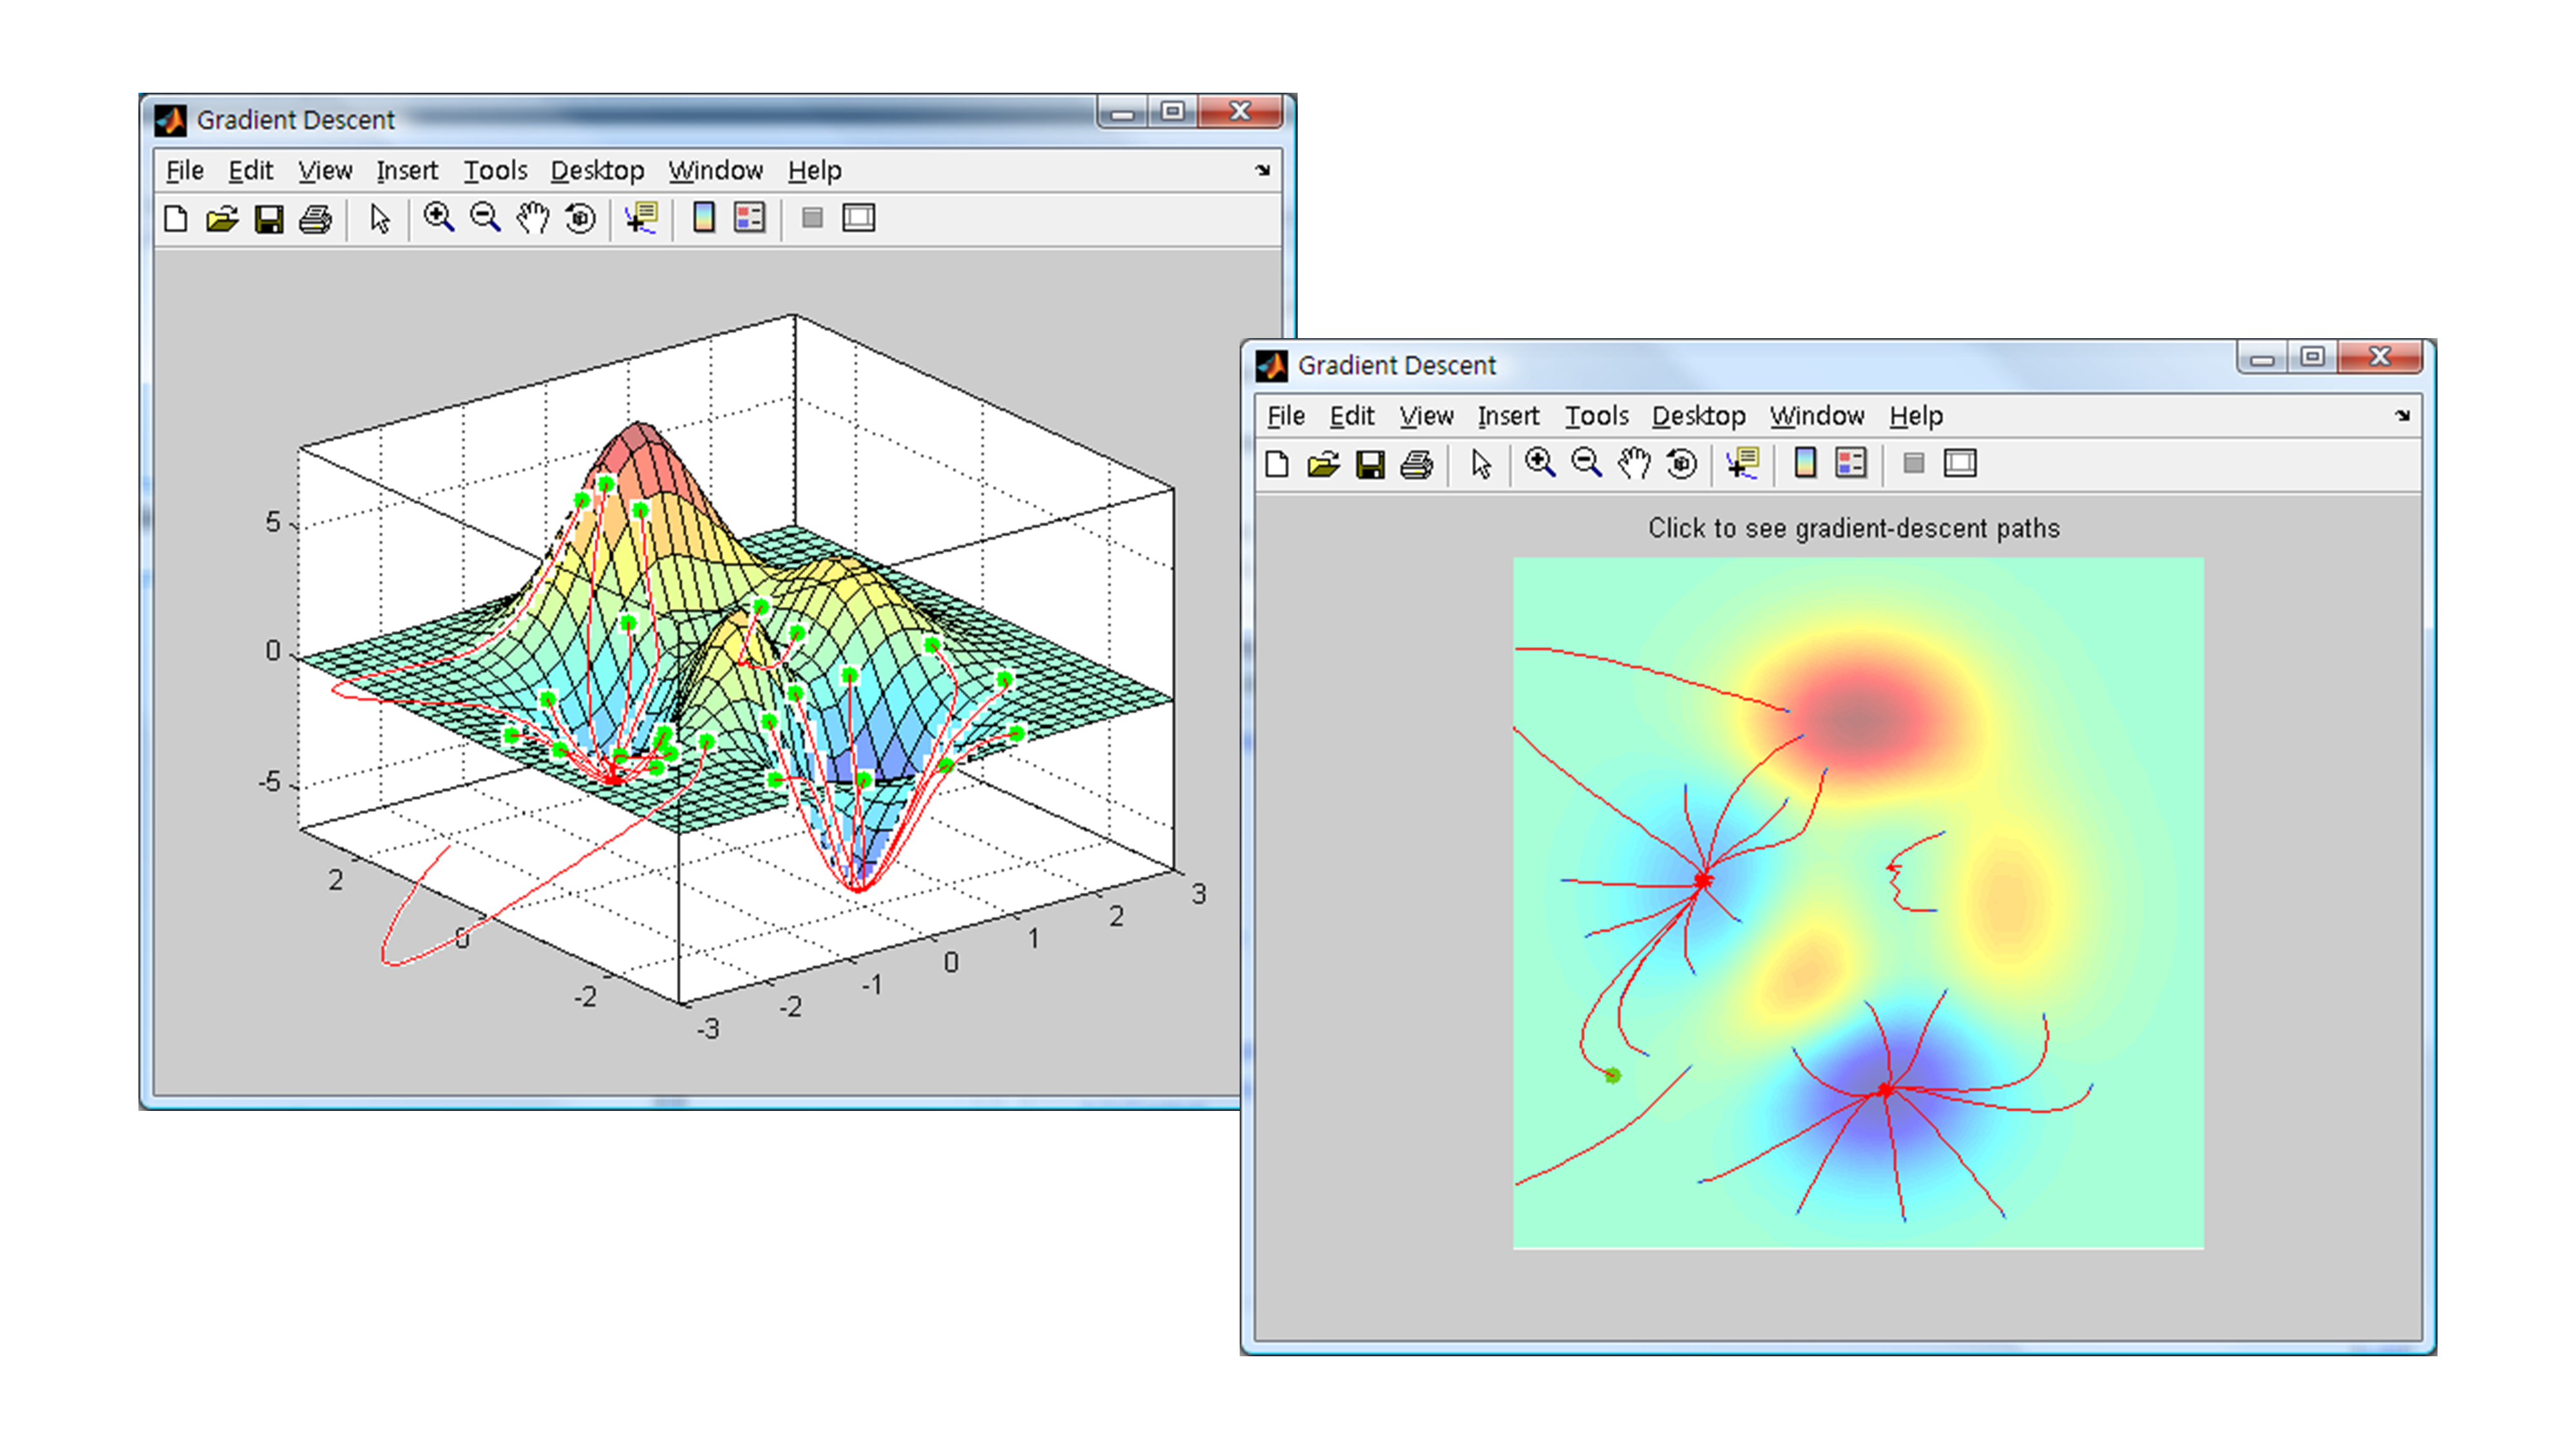 Gradient Descent
File Edit View Insert Tools Desktop Window Help
5
0
-5
2
0
-2
-3
-2
-1
0
1
2
3
Gradient Descent
File Edit View Insert Tools Desktop Window Help
Click to see gradient-descent paths